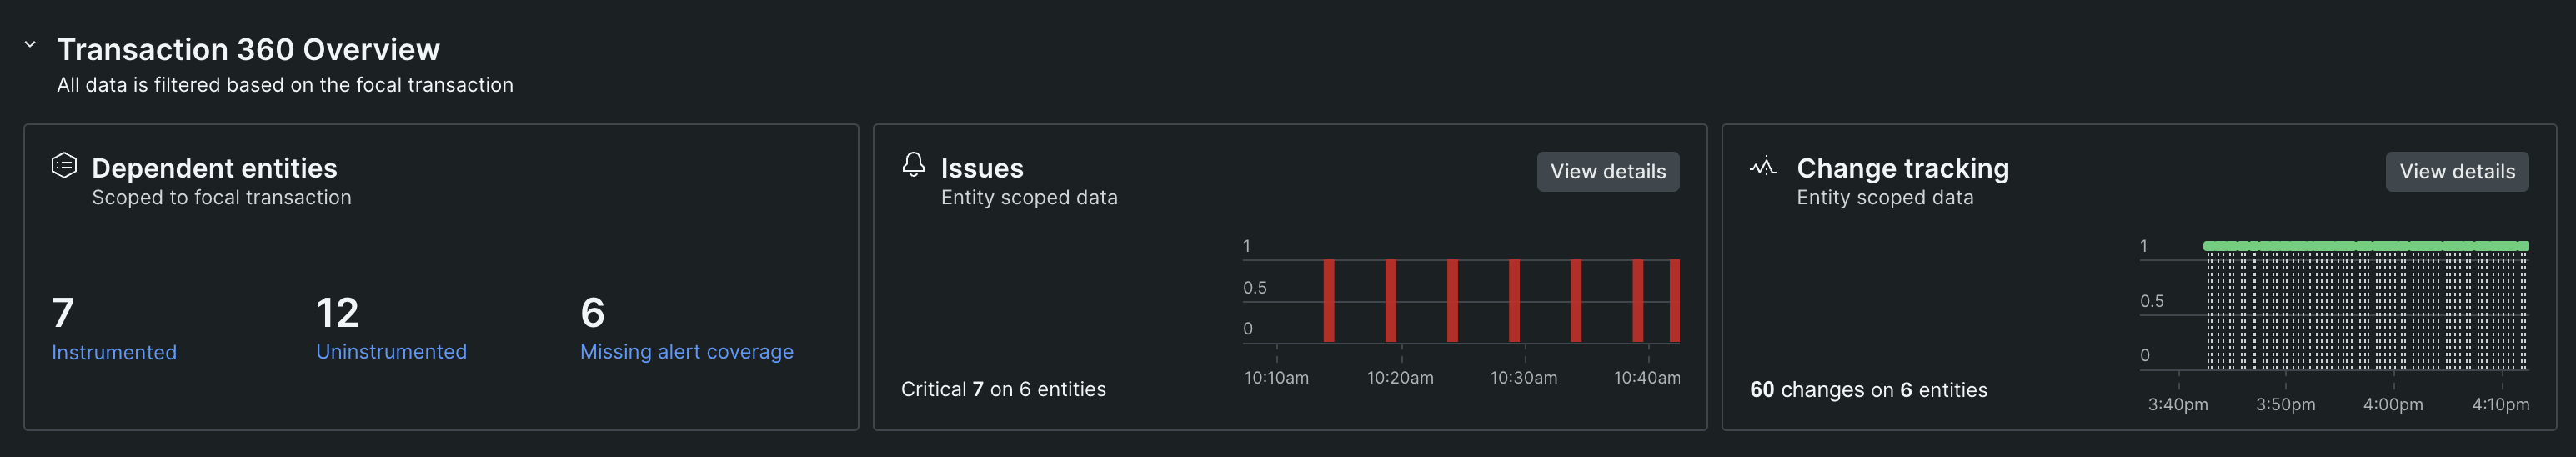 Transaction 360 Overview
All data is filtered based on the focal transaction
Dependent entities
Scoped to focal transaction
7
Instrumented
12
Uninstrumented
6
Missing alert coverage
Issues
Entity scoped data
View details
1
0.5
0
10:10am 10:20am 10:30am 10:40am
Critical 7 on 6 entities
Change tracking
Entity scoped data
View details
1
0.5
0
3:40pm 3:50pm 4:00pm 4:10pm
60 changes on 6 entities